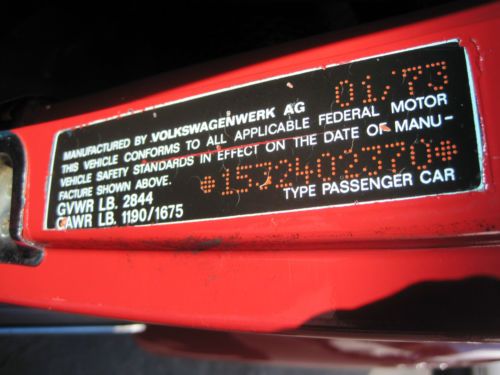 01/73
MANUFACTURED BY VOLKSWAGENWERK AG
THIS VEHICLE CONFORMS TO ALL APPLICABLE FEDERAL MOTOR
VEHICLE SAFETY STANDARDS IN EFFECT ON THE DATE OF MANU-
FACTURE SHOWN ABOVE.
*1532402370*
GVWR LB. 2844
GAWR LB. 1190/1675
TYPE PASSENGER CAR